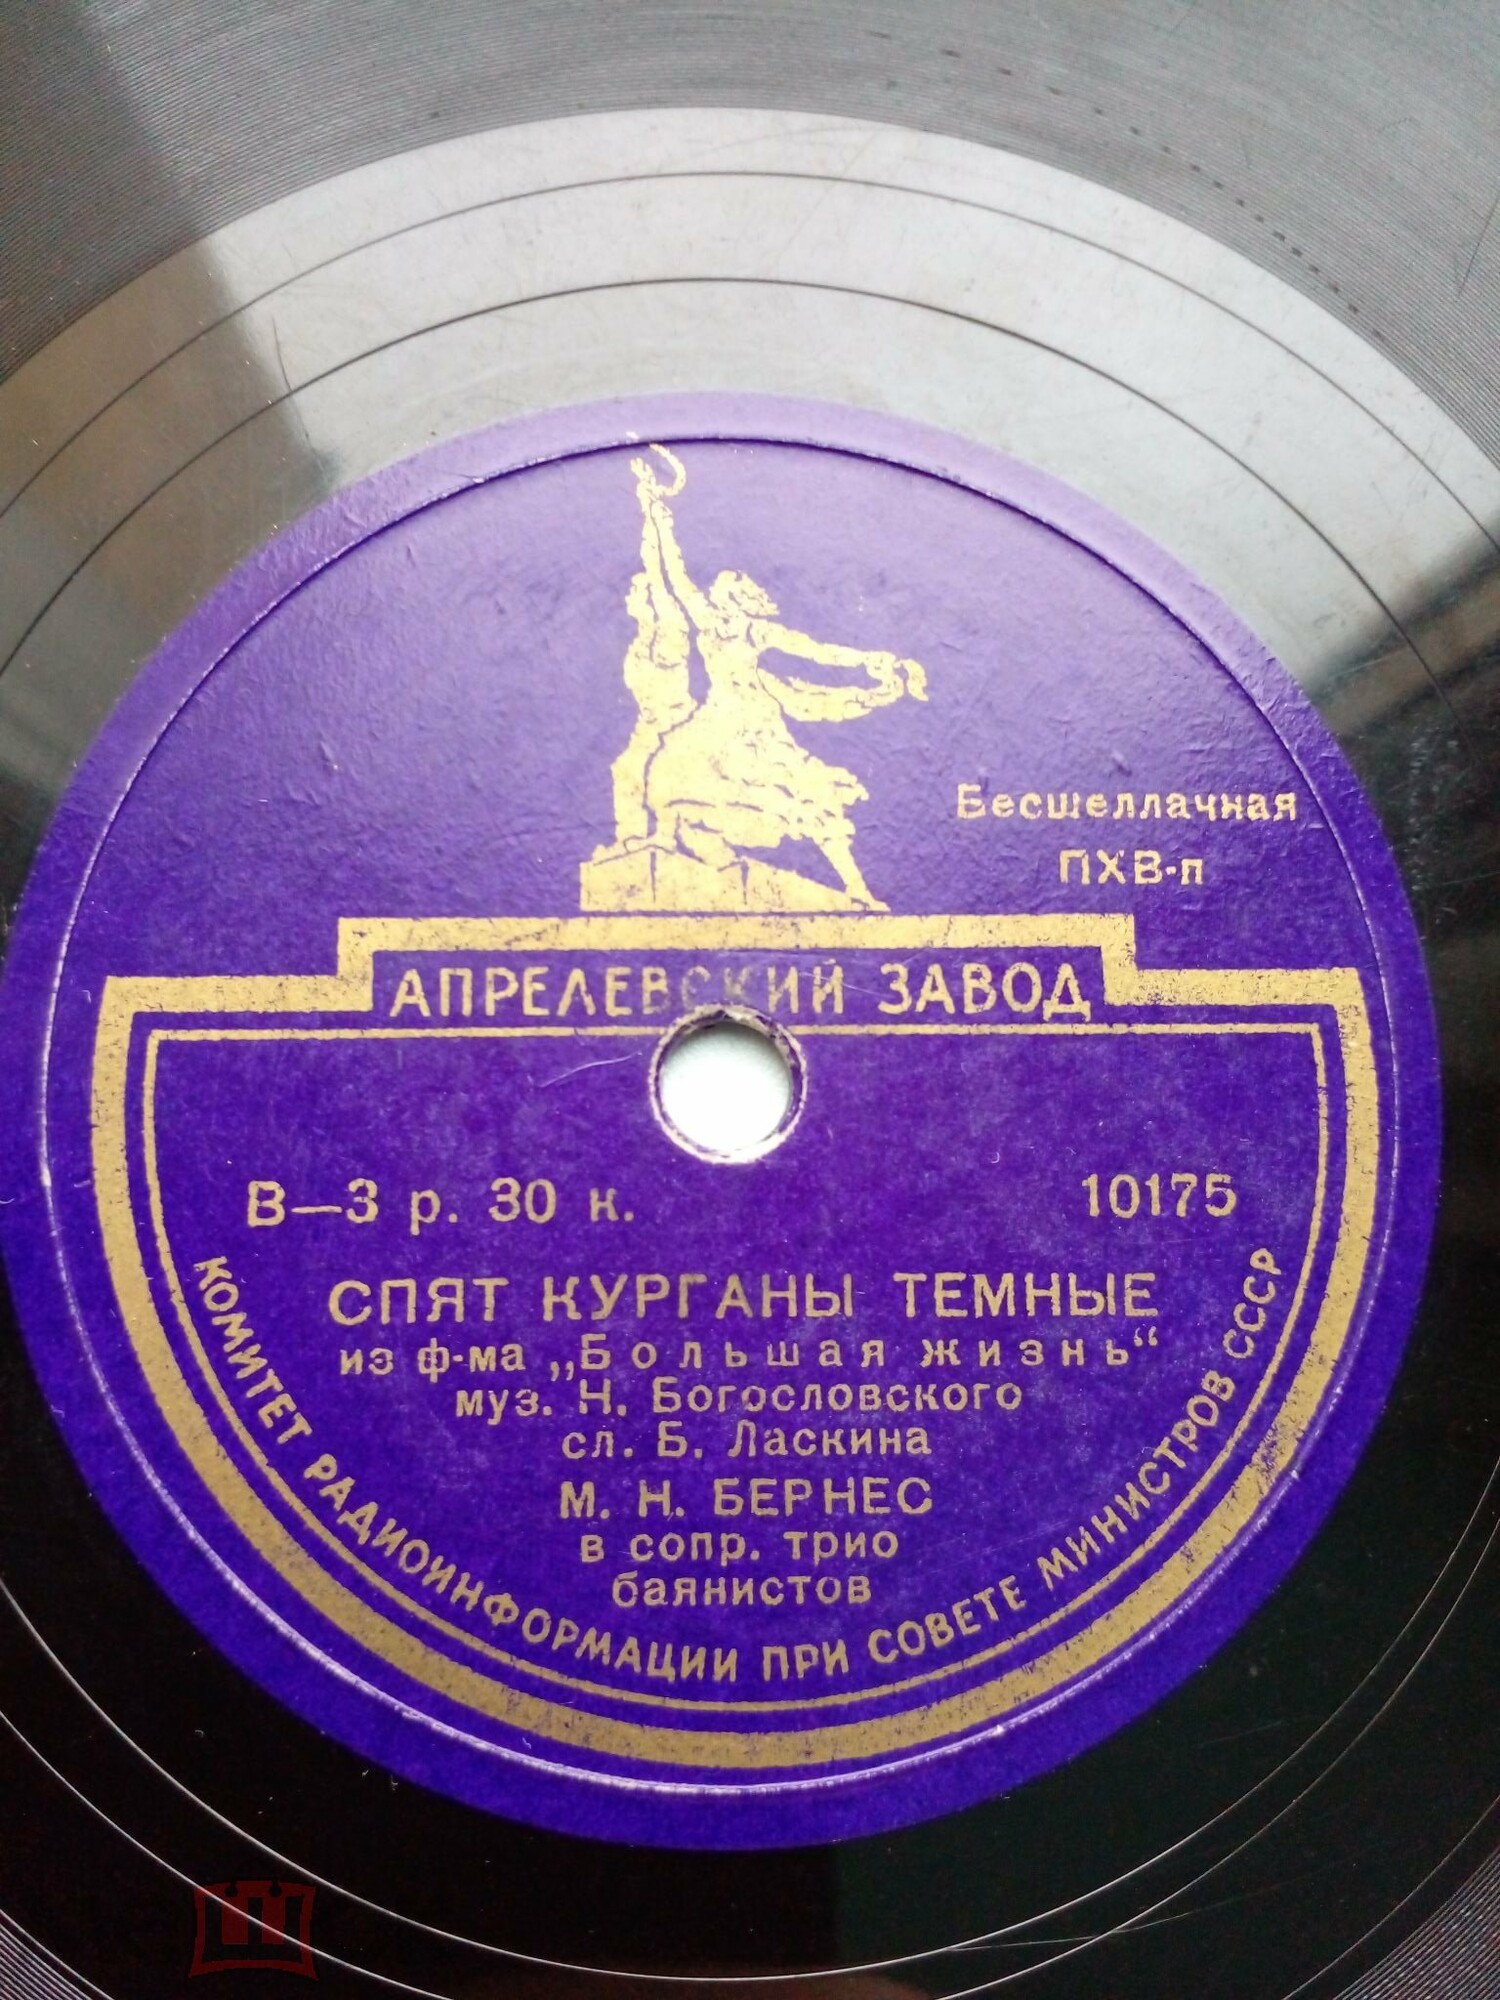 Бесшеллачная
ПХВ-п
АПРЕЛЕВСКИЙ ЗАВОД
В—3 р. 30 к.
10175
СПЯТ КУРГАНЫ ТЕМНЫЕ
из ф-ма „Большая жизнь“
муз. Н. Богословского
сл. Б. Ласкина
М. Н. БЕРНЕС
в сопр. трио
баянистов
КОМИТЕТ РАДИОИНФОРМАЦИИ ПРИ СОВЕТЕ МИНИСТРОВ СССР